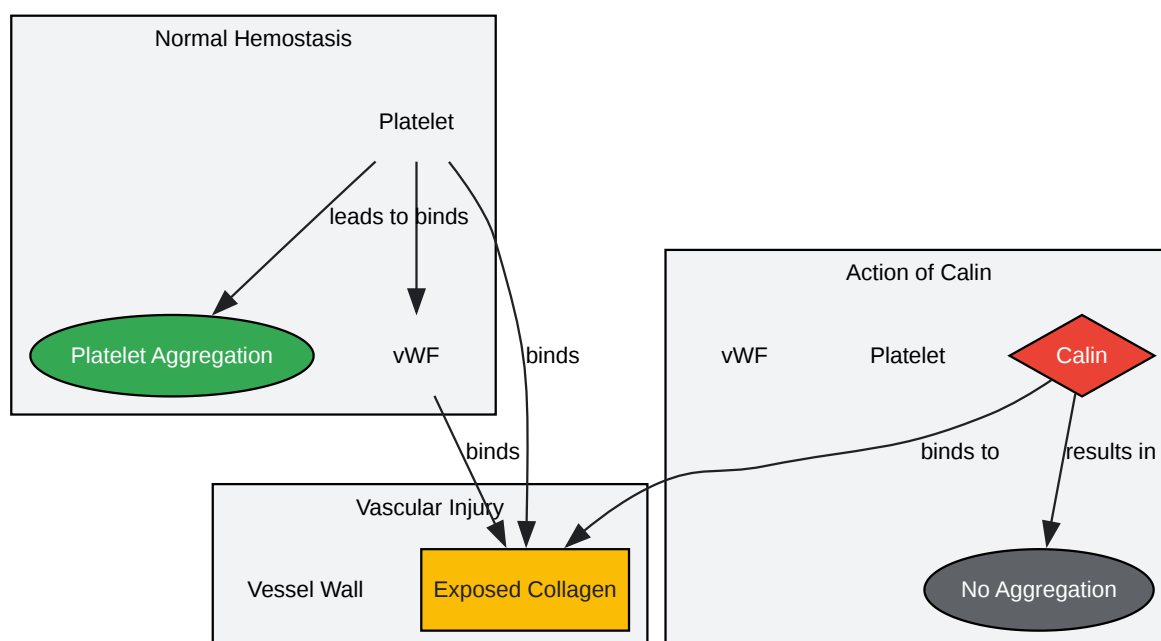 Normal Hemostasis
Platelet
leads to
binds
Platelet Aggregation
vWF
binds
binds
Action of Calin
vWF
Platelet
Calin
binds to
results in
Vascular Injury
Vessel Wall
Exposed Collagen
No Aggregation